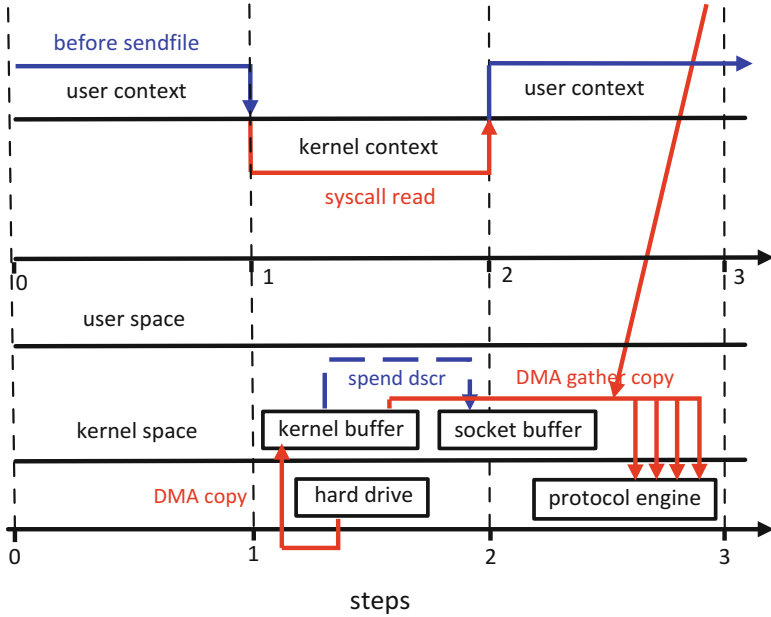 before sendfile
user context
user context
kernel context
syscall read
0
1
2
3
user space
spend dscr
DMA gather copy
kernel buffer
socket buffer
kernel space
DMA copy
hard drive
protocol engine
0
1
2
3
steps